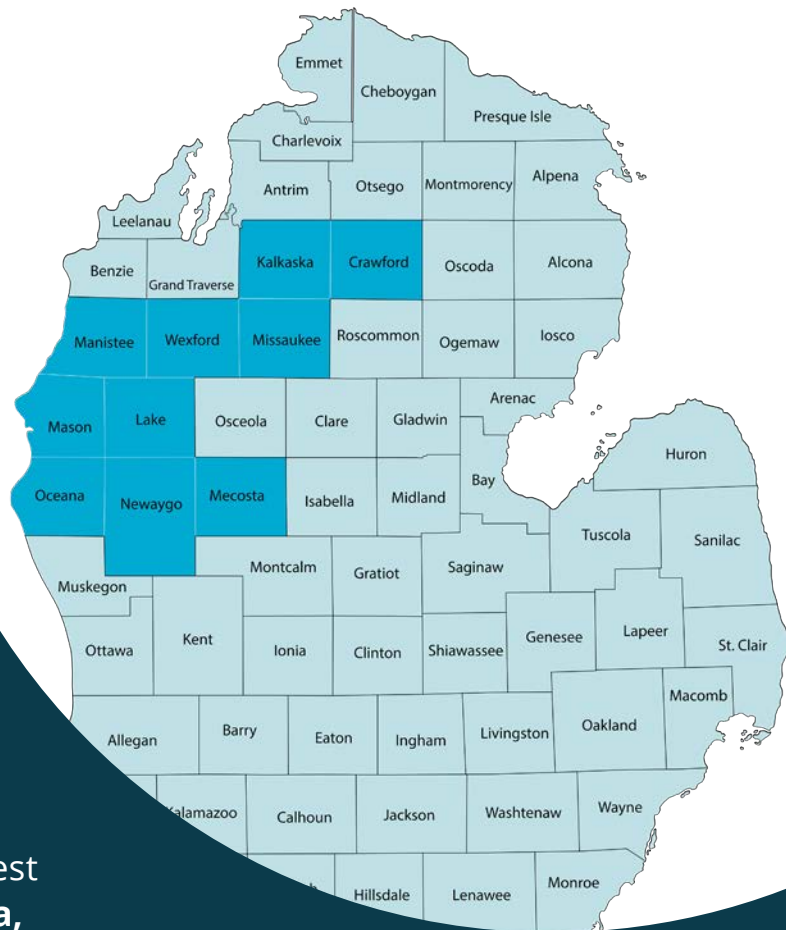 Emmet
Cheboygan
Presque Isle
Charlevoix
Antrim
Otsego
Montmorency
Alpena
Leelanau
Benzie
Grand Traverse
Kalkaska
Crawford
Oscoda
Alcona
Manistee
Wexford
Missaukee
Roscommon
Ogemaw
Iosco
Mason
Lake
Osceola
Clare
Gladwin
Arenac
Huron
Oceana
Newaygo
Mecosta
Isabella
Midland
Bay
Tuscola
Sanilac
Muskegon
Montcalm
Gratiot
Saginaw
Ottawa
Kent
Ionia
Clinton
Shiawassee
Genesee
Lapeer
St. Clair
Allegan
Barry
Eaton
Ingham
Livingston
Oakland
Macomb
Kalamazoo
Calhoun
Jackson
Washtenaw
Wayne
Hillsdale
Lenawee
Monroe
est
a,